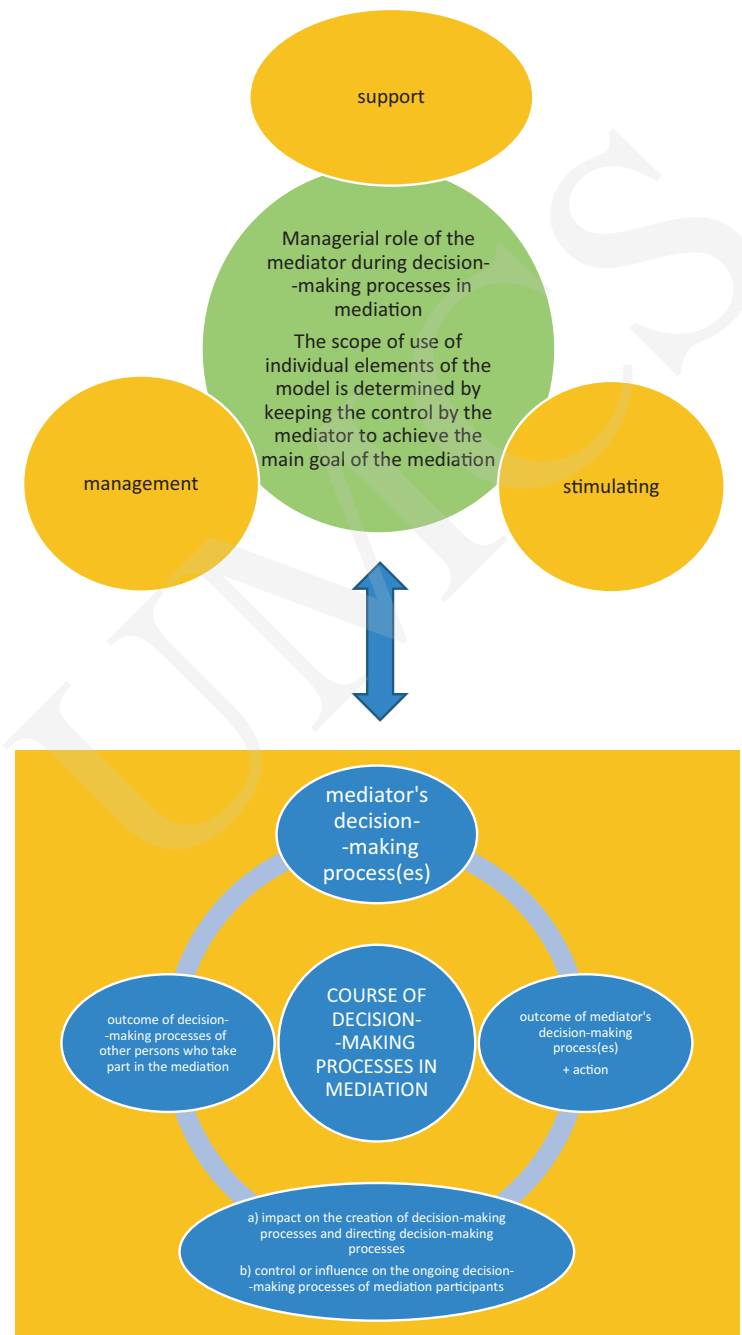 support
Managerial role of the
mediator during decision-
-making processes in
mediation
The scope of use of
individual elements of the
model is determined by
keeping the control by the
mediator to achieve the
main goal of the mediation
management
stimulating
mediator's
decision-
-making
process(es)
outcome of decision-
-making processes of
other persons who take
part in the mediation
COURSE OF
DECISION-
-MAKING
PROCESSES IN
MEDIATION
outcome of mediator's
decision-making
process(es)
+ action
a) impact on the creation of decision-making
processes and directing decision-making
processes
b) control or influence on the ongoing decision-
-making processes of mediation participants
UMCS